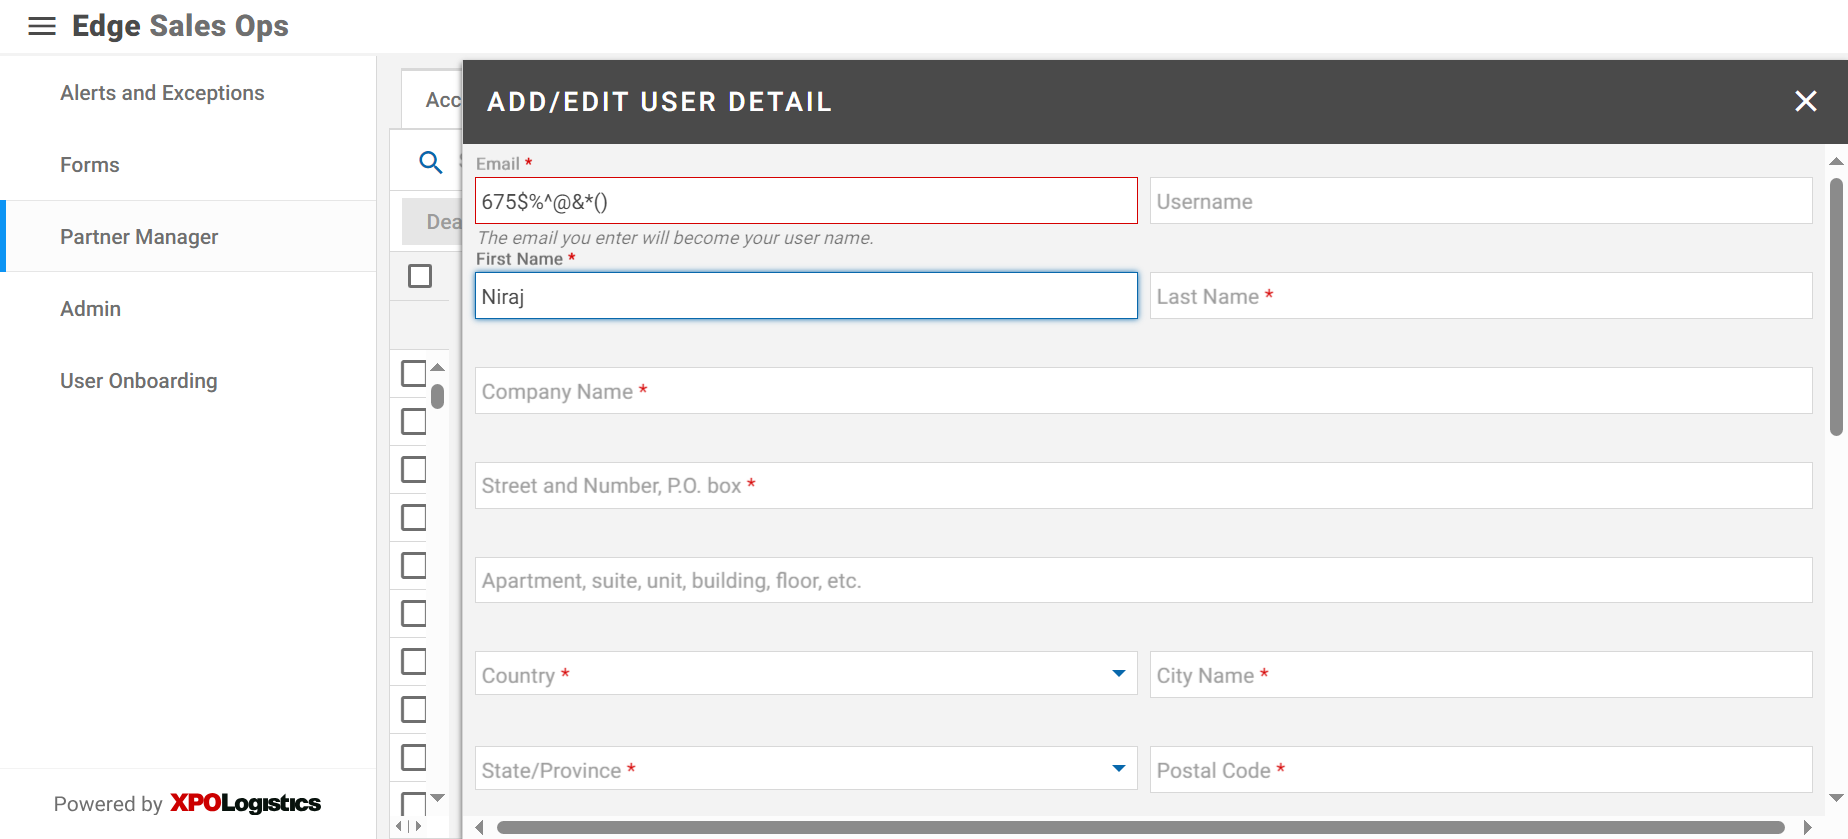 Edge Sales Ops
Alerts and Exceptions
Forms
Partner Manager
Admin
User Onboarding
Powered by XPOLogistics
Acc
Dea
ADD/EDIT USER DETAIL
Email *
675$%^@&*()
Username
The email you enter will become your user name.
First Name *
Niraj
Last Name *
Company Name *
Street and Number, P.O. box *
Apartment, suite, unit, building, floor, etc.
Country *
City Name *
State/Province *
Postal Code *